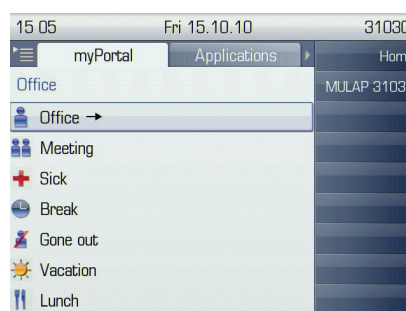 15 05 Fri 15.10.10 31030
myPortal Applications Hom
Office MULAP 3103
Office →
Meeting
Sick
Break
Gone out
Vacation
Lunch